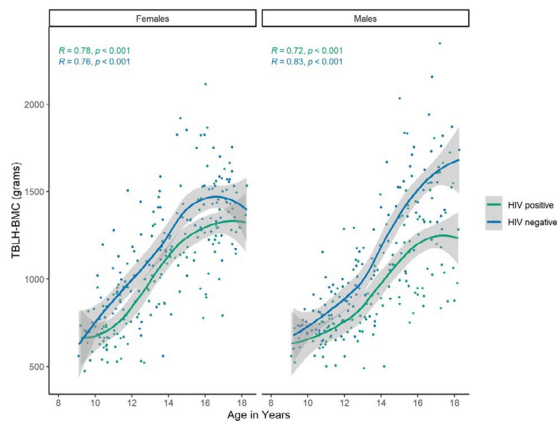 Females
Males
R = 0.78, p < 0.001
R = 0.76, p < 0.001
R = 0.72, p < 0.001
R = 0.83, p < 0.001
TBLH-BMC (grams)
2000
1500
1000
500
HIV positive
HIV negative
8 10 12 14 16 18 8 10 12 14 16 18
Age in Years